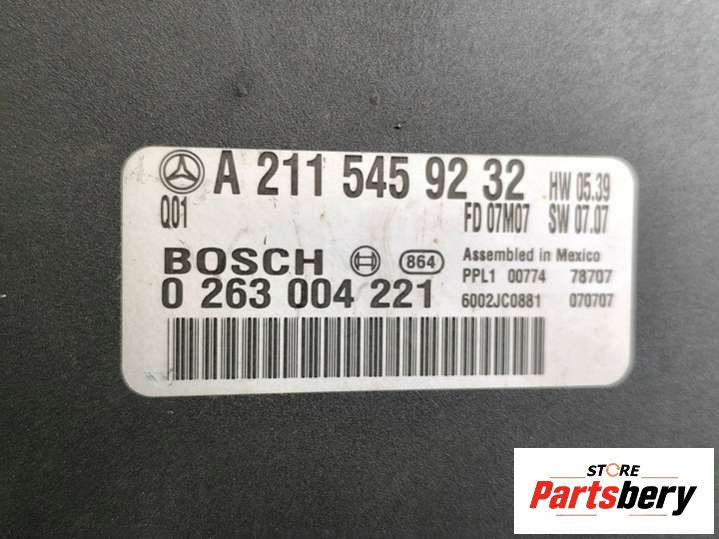 A 211 545 92 32 HW 05.39
Q01 FD 07M07 SW 07.07
BOSCH 864 Assembled in Mexico
0 263 004 221 PPL1 00774 78707
6002JC0881 070707
STORE
Partsbery